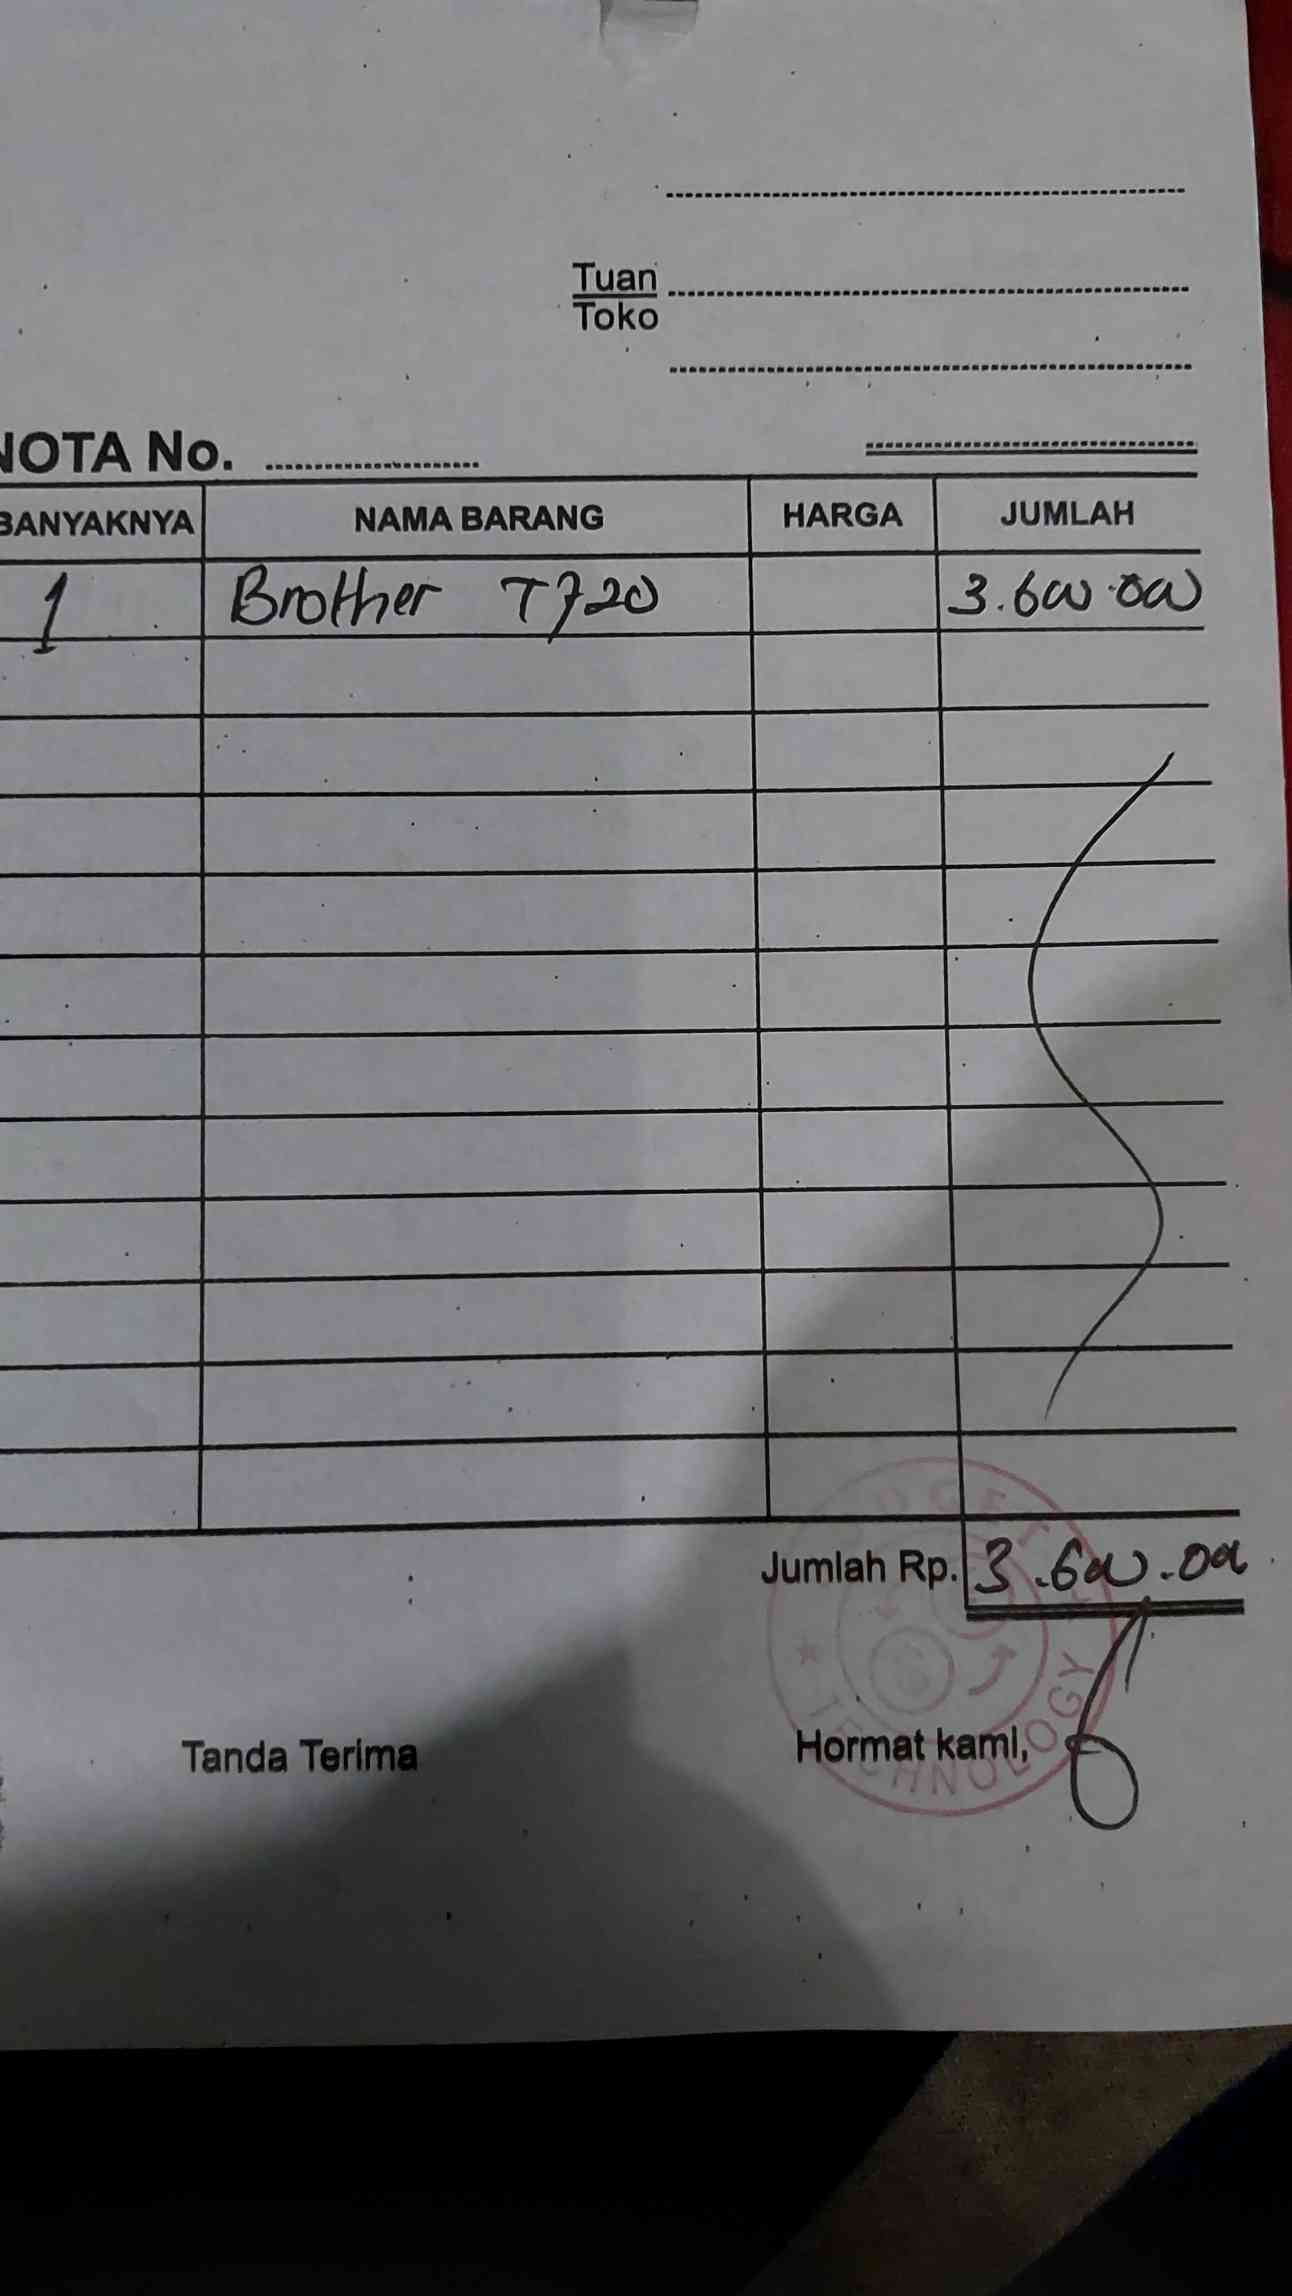 Tuan
Toko
NOTA No.
BANYAKNYA NAMA BARANG HARGA JUMLAH
1 Brother T720 3.600.000
Jumlah Rp. 3.600.000
Tanda Terima Hormat kami,
TECHNOLOGY